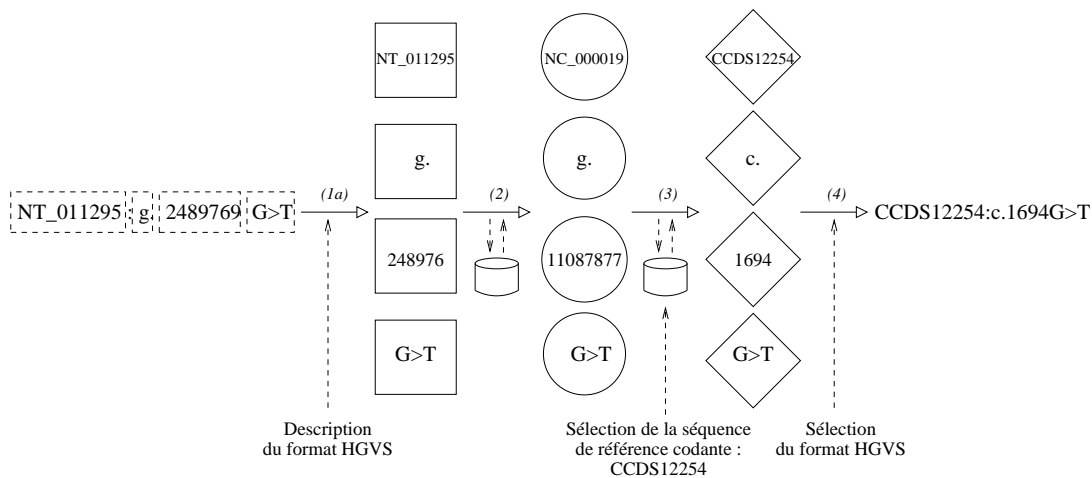 NT_011295
NC_000019
CCDS12254
g.
g.
c.
NT_011295: g. 2489769 G>T
(1a)
(2)
(3)
(4)
CCDS12254:c.1694G>T
248976
11087877
1694
G>T
G>T
G>T
Description
du format HGVS
Sélection de la séquence
de référence codante :
CCDS12254
Sélection
du format HGVS